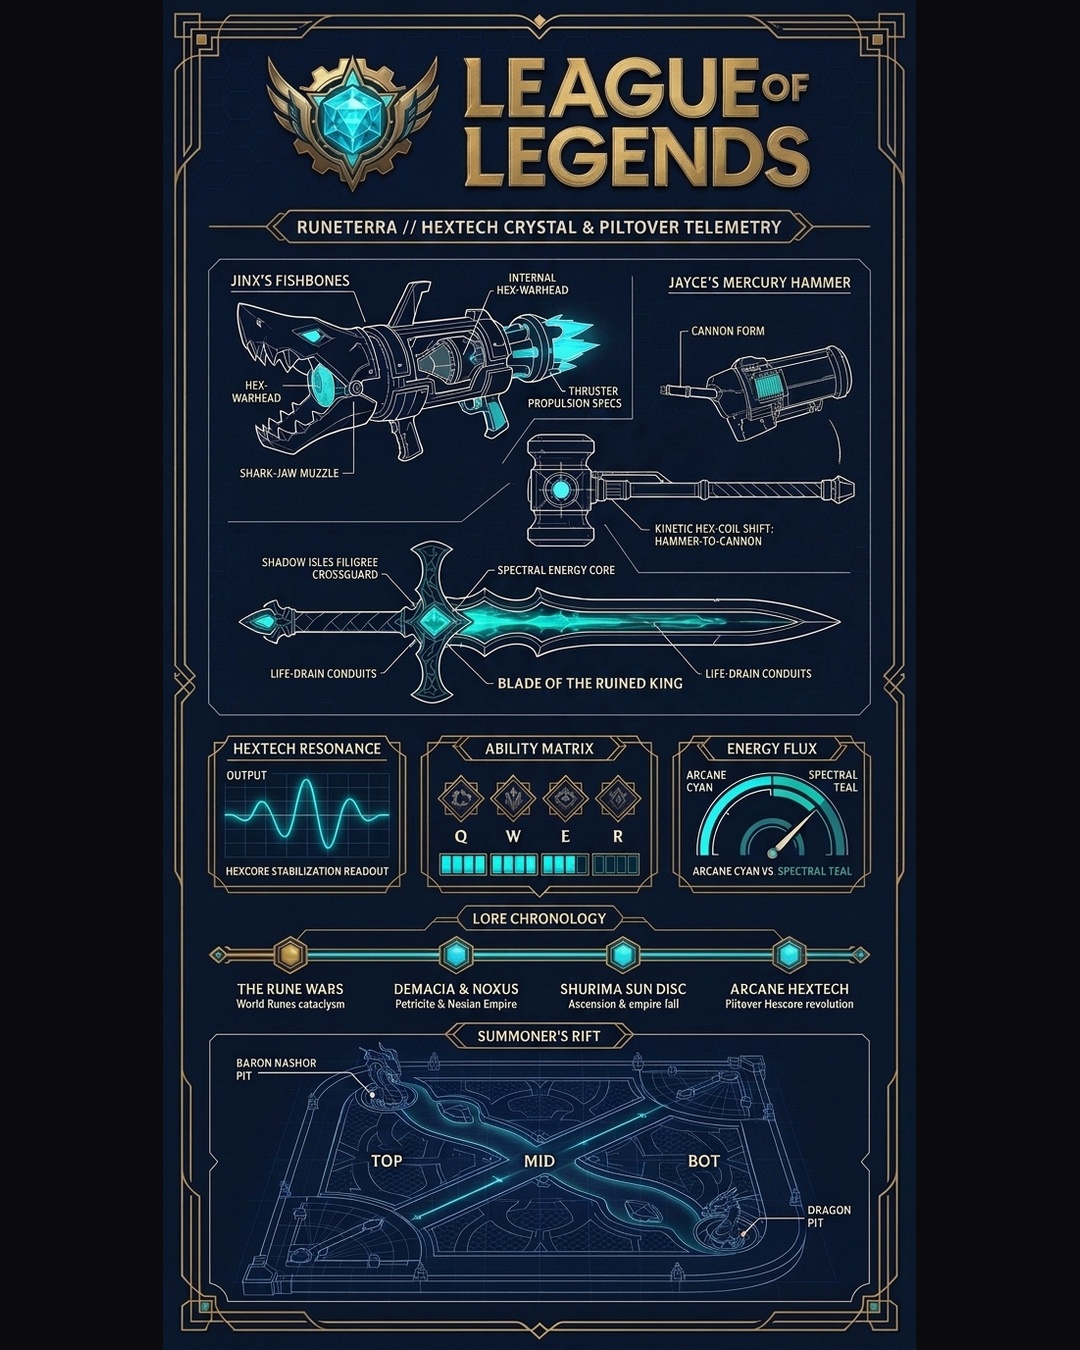 LEAGUE OF
LEGENDS
RUNETERRA // HEXTECH CRYSTAL & PILTOVER TELEMETRY
JINX'S FISHBONES
INTERNAL
HEX-WARHEAD
JAYCE'S MERCURY HAMMER
CANNON FORM
HEX-
WARHEAD
THRUSTER
PROPULSION SPECS
SHARK-JAW MUZZLE
KINETIC HEX-COIL SHIFT:
HAMMER-TO-CANNON
SHADOW ISLES FILIGREE
CROSSGUARD
SPECTRAL ENERGY CORE
LIFE-DRAIN CONDUITS
BLADE OF THE RUINED KING
LIFE-DRAIN CONDUITS
HEXTECH RESONANCE
OUTPUT
HEXCORE STABILIZATION READOUT
ABILITY MATRIX
Q W E R
ENERGY FLUX
ARCANE
CYAN
SPECTRAL
TEAL
ARCANE CYAN VS SPECTRAL TEAL
LORE CHRONOLOGY
THE RUNE WARS
World Runes cataclysm
DEMACIA & NOXUS
Petricite & Nesian Empire
SHURIMA SUN DISC
Ascension & empire fall
ARCANE HEXTECH
Piitover Hescore revolution
SUMMONER'S RIFT
BARON NASHOR
PIT
TOP
MID
BOT
DRAGON
PIT